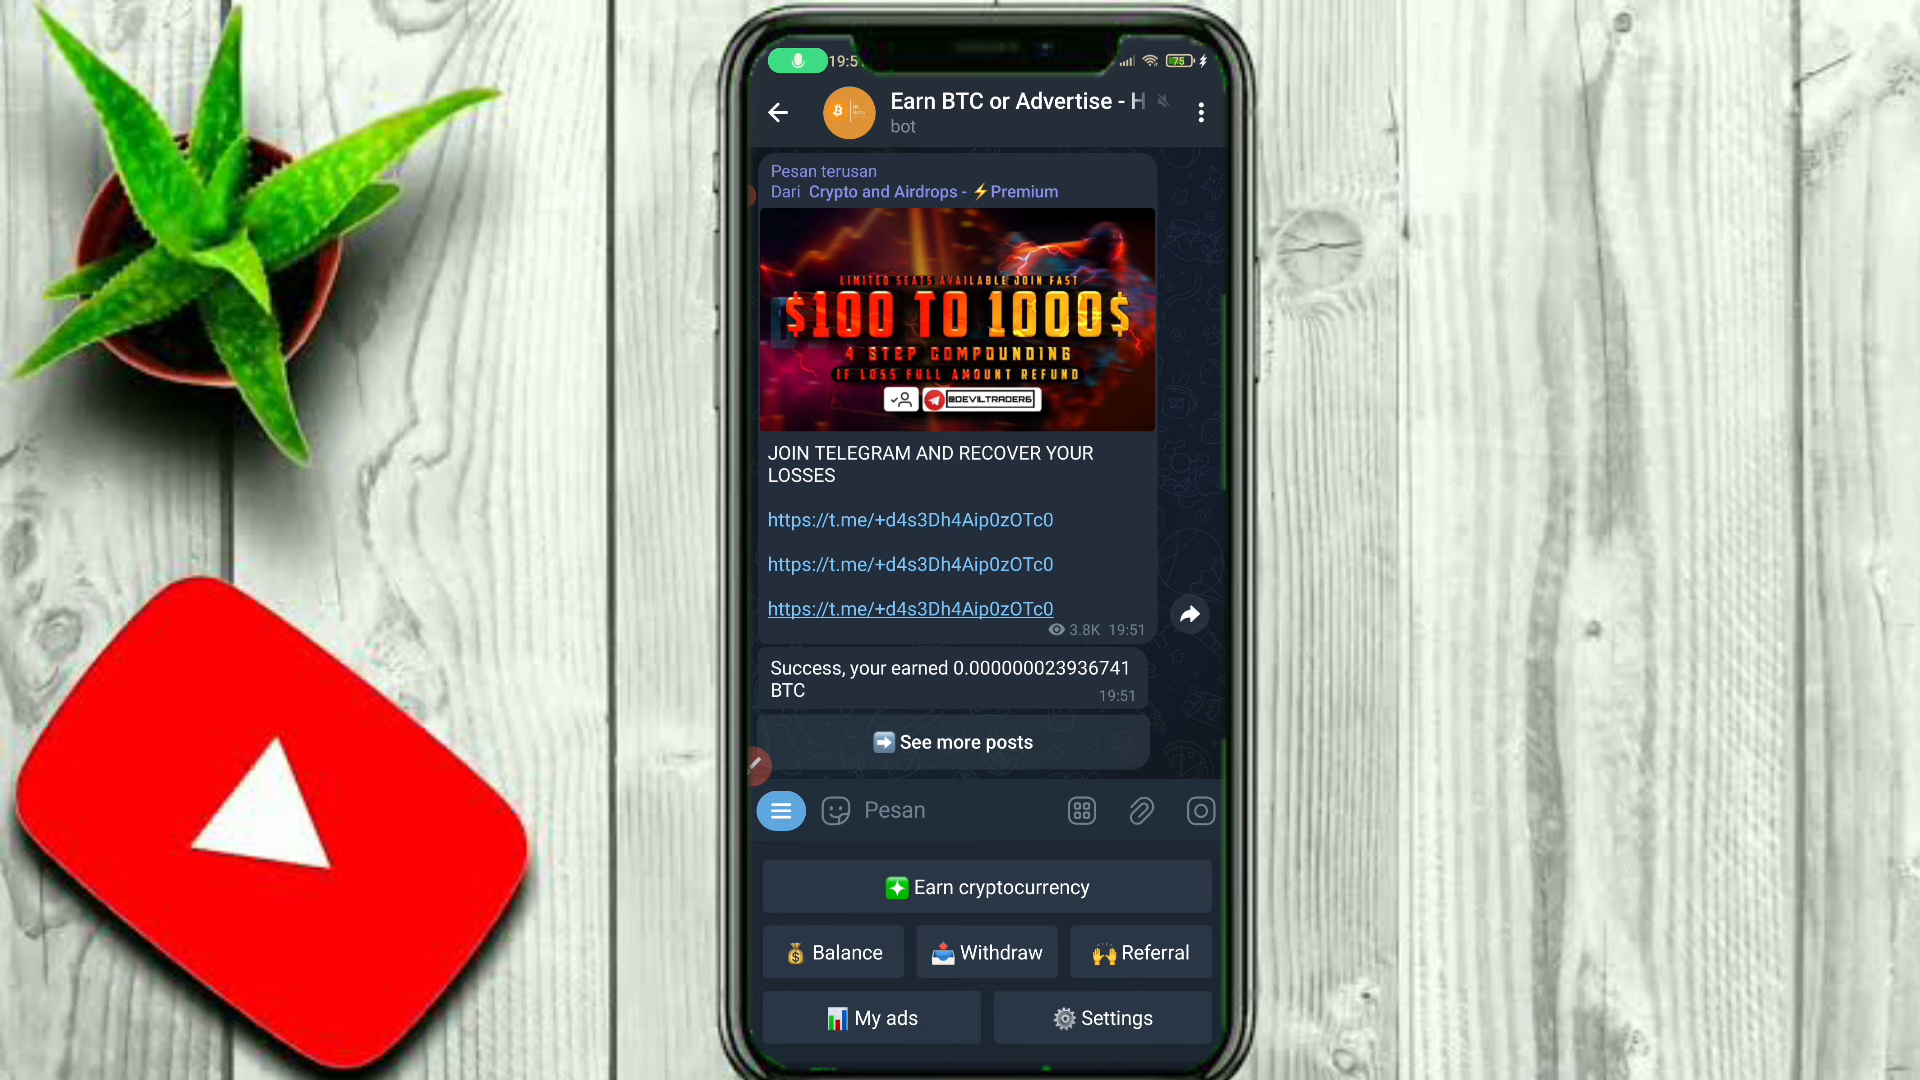 19:5
75
Earn BTC or Advertise - H
bot
Pesan terusan
Dari Crypto and Airdrops - ⚡Premium
LIMITED SEATS AVAILABLE JOIN FAST
$100 TO 1000$
4 STEP COMPOUNDING
IF LOSS FULL AMOUNT REFUND
@DEVILTRADER6
JOIN TELEGRAM AND RECOVER YOUR
LOSSES
https://t.me/+d4s3Dh4Aip0zOTc0
https://t.me/+d4s3Dh4Aip0zOTc0
https://t.me/+d4s3Dh4Aip0zOTc0
3.8K 19:51
Success, your earned 0.000000023936741
BTC
19:51
➡️ See more posts
Pesan
Earn cryptocurrency
Balance
Withdraw
Referral
My ads
Settings